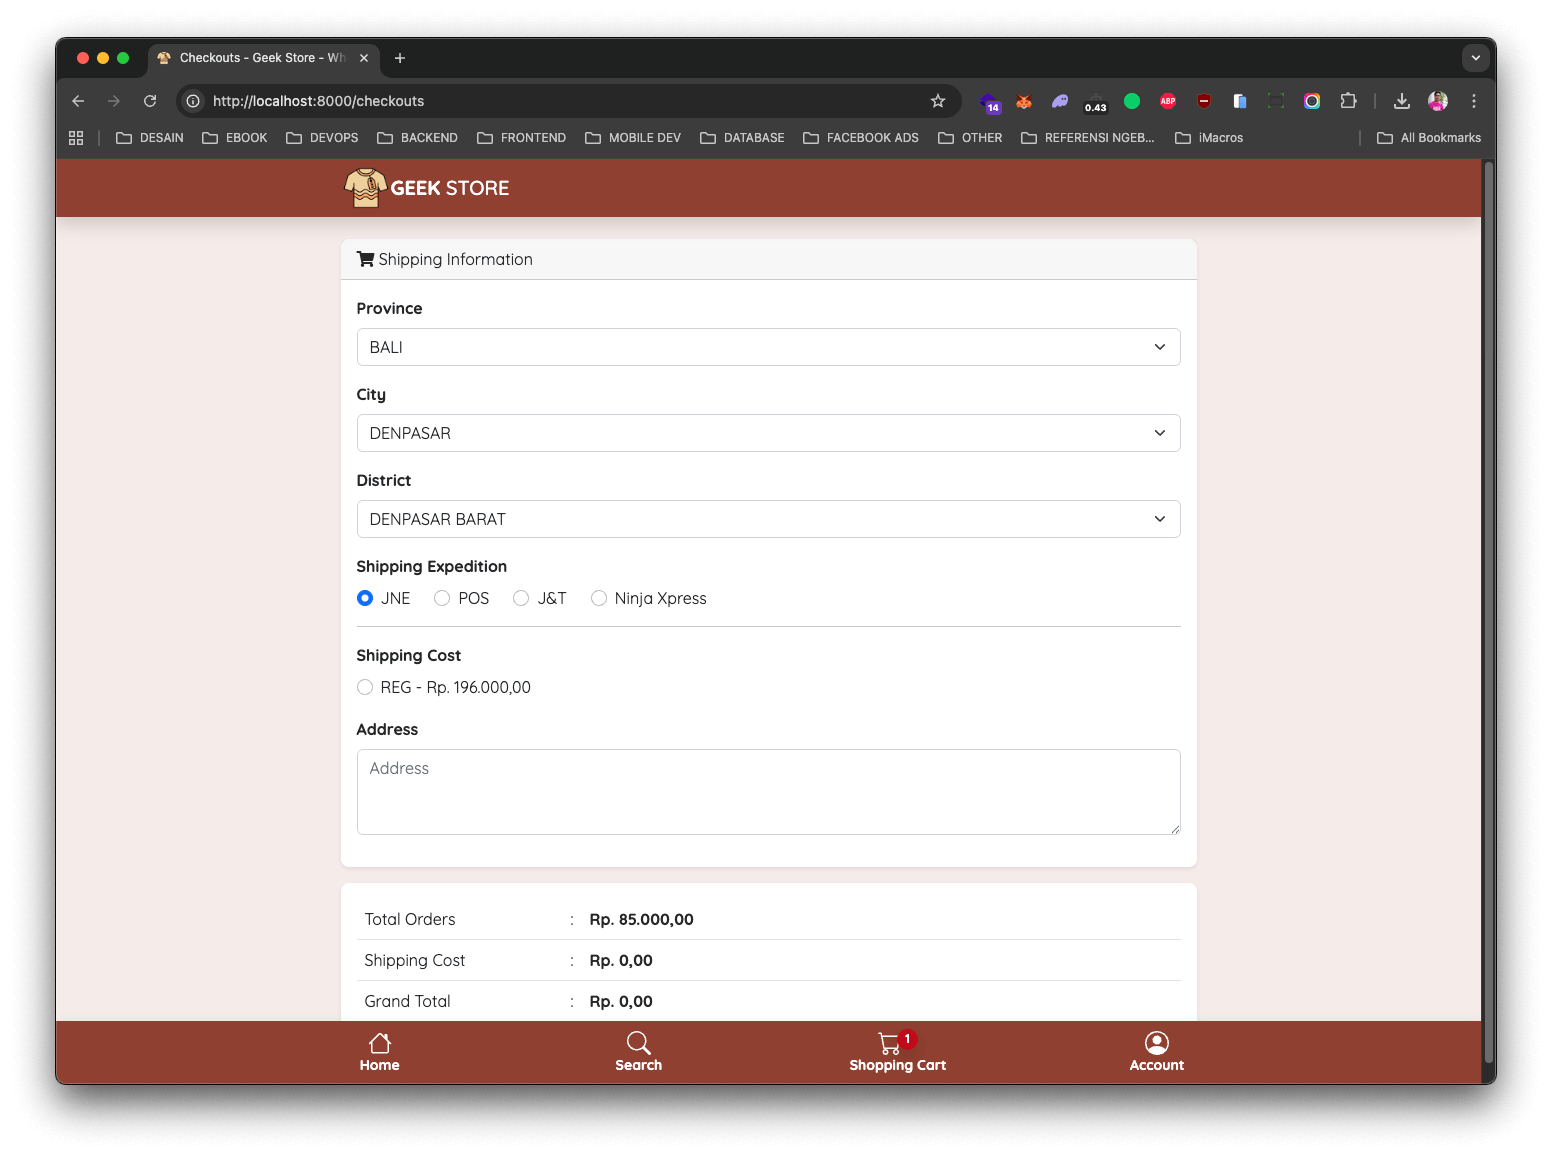 Checkouts - Geek Store - Wh
http://localhost:8000/checkouts
14
0.43
ABP
DESAIN
EBOOK
DEVOPS
BACKEND
FRONTEND
MOBILE DEV
DATABASE
FACEBOOK ADS
OTHER
REFERENSI NGEB...
iMacros
All Bookmarks
GEEK STORE
Shipping Information
Province
BALI
City
DENPASAR
District
DENPASAR BARAT
Shipping Expedition
JNE POS J&T Ninja Xpress
Shipping Cost
REG - Rp. 196.000,00
Address
Address
Total Orders : Rp. 85.000,00
Shipping Cost : Rp. 0,00
Grand Total : Rp. 0,00
1
Home Search Shopping Cart Account